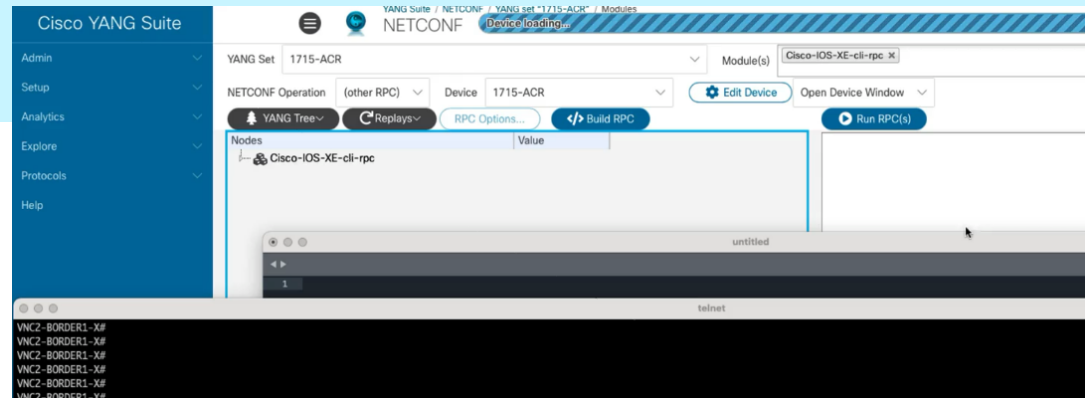 Cisco YANG Suite
YANG Suite / NETCONF / YANG set "1715-ACR" / Modules
NETCONF
Device loading...
Admin
Setup
Analytics
Explore
Protocols
Help
YANG Set 1715-ACR Module(s) Cisco-IOS-XE-cli-rpc ×
NETCONF Operation (other RPC) Device 1715-ACR Edit Device Open Device Window
YANG Tree Replays RPC Options... </> Build RPC Run RPC(s)
Nodes Value
Cisco-IOS-XE-cli-rpc
untitled
1
telnet
VNC2-BORDER1-X#
VNC2-BORDER1-X#
VNC2-BORDER1-X#
VNC2-BORDER1-X#
VNC2-BORDER1-X#
VNC2-BORDER1-X#